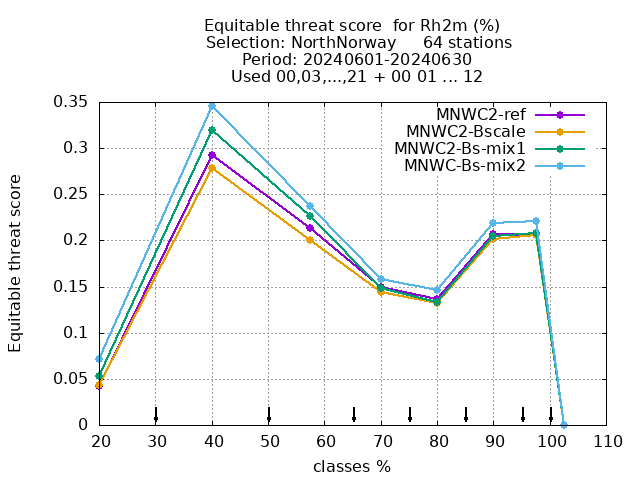 Equitable threat score  for Rh2m (%)
Selection: NorthNorway     64 stations
Period: 20240601-20240630
Used 00,03,...,21 + 00 01 ... 12
MNWC2-ref
MNWC2-Bscale
MNWC2-Bs-mix1
MNWC-Bs-mix2
Equitable threat score
0.35
0.3
0.25
0.2
0.15
0.1
0.05
0
20 30 40 50 60 70 80 90 100 110
classes %